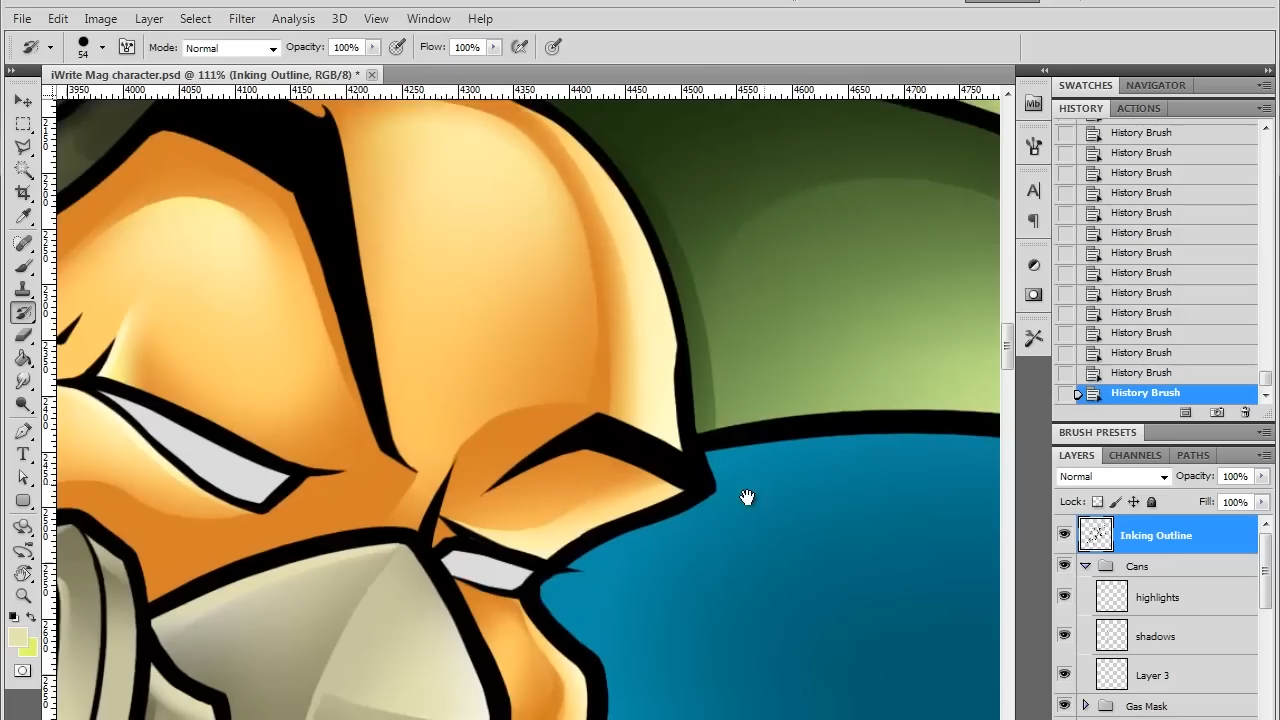 File Edit Image Layer Select Filter Analysis 3D View Window Help
54 Mode: Normal Opacity: 100% Flow: 100%
iWrite Mag character.psd @ 111% (Inking Outline, RGB/8) *
3950 4000 4050 4100 4150 4200 4250 4300 4350 4400 4450 4500 4550 4600 4650 4700 4750
SWATCHES NAVIGATOR
Mb
HISTORY ACTIONS
History Brush
History Brush
History Brush
History Brush
History Brush
History Brush
History Brush
History Brush
History Brush
History Brush
History Brush
History Brush
History Brush
History Brush
BRUSH PRESETS
LAYERS CHANNELS PATHS
Normal Opacity: 100%
Lock: Fill: 100%
Inking Outline
Cans
highlights
shadows
Layer 3
Gas Mask